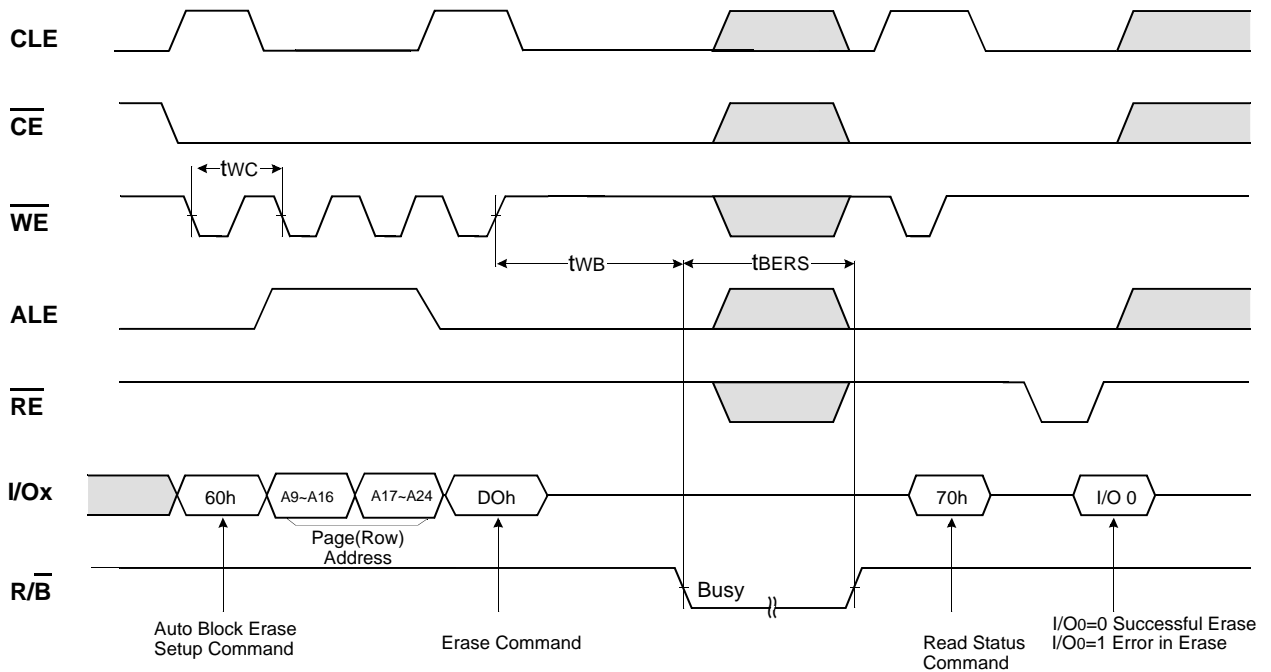 CLE
CE
tWC
WE
tWB
tBERS
ALE
RE
I/Ox
60h
A9~A16
A17~A24
DOh
70h
I/O 0
Page(Row)
Address
R/B
Busy
Auto Block Erase
Setup Command
Erase Command
Read Status
Command
I/O0=0 Successful Erase
I/O0=1 Error in Erase